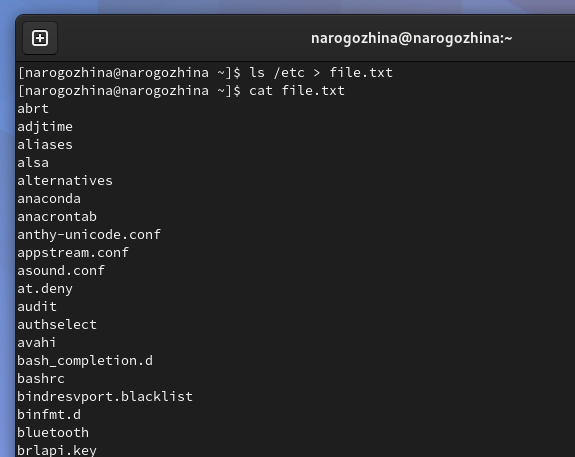 narogozhina@narogozhina:~
[narogozhina@narogozhina ~]$ ls /etc > file.txt
[narogozhina@narogozhina ~]$ cat file.txt
abrt
adjtime
aliases
alsa
alternatives
anaconda
anacrontab
anthy-unicode.conf
appstream.conf
asound.conf
at.deny
audit
authselect
avahi
bash_completion.d
bashrc
bindresvport.blacklist
binfmt.d
bluetooth
brlapi.key